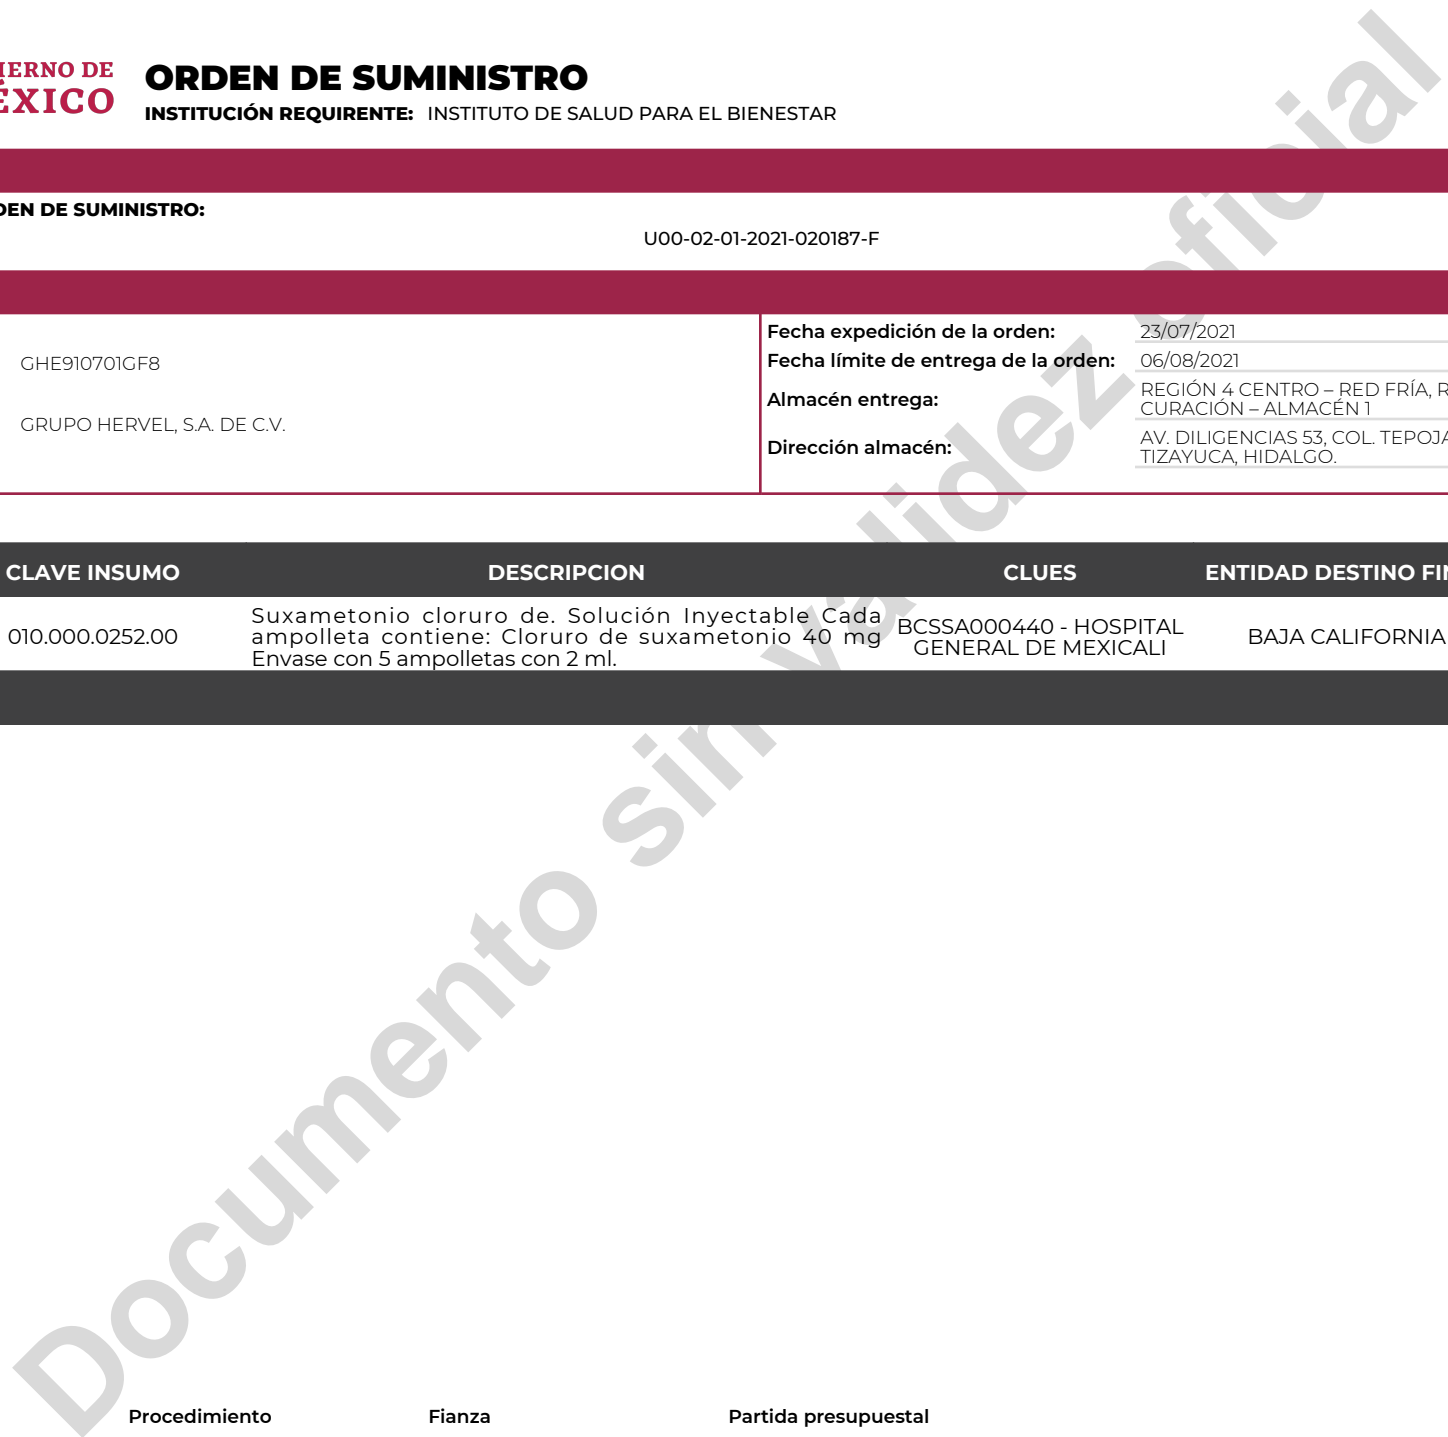 IERNO DE
ÉXICO
ORDEN DE SUMINISTRO
INSTITUCIÓN REQUIRENTE: INSTITUTO DE SALUD PARA EL BIENESTAR
DEN DE SUMINISTRO:
U00-02-01-2021-020187-F
GHE910701GF8
GRUPO HERVEL, S.A. DE C.V.
Fecha expedición de la orden: 23/07/2021
Fecha límite de entrega de la orden: 06/08/2021
Almacén entrega: REGIÓN 4 CENTRO – RED FRÍA, R
CURACIÓN – ALMACÉN 1
Dirección almacén: AV. DILIGENCIAS 53, COL. TEPOJA
TIZAYUCA, HIDALGO.
CLAVE INSUMO DESCRIPCION CLUES ENTIDAD DESTINO FIN
010.000.0252.00
Suxametonio cloruro de. Solución Inyectable Cada
ampolleta contiene: Cloruro de suxametonio 40 mg
Envase con 5 ampolletas con 2 ml.
BCSSA000440 - HOSPITAL
GENERAL DE MEXICALI
BAJA CALIFORNIA
Documento sin validez oficial
Procedimiento Fianza Partida presupuestal